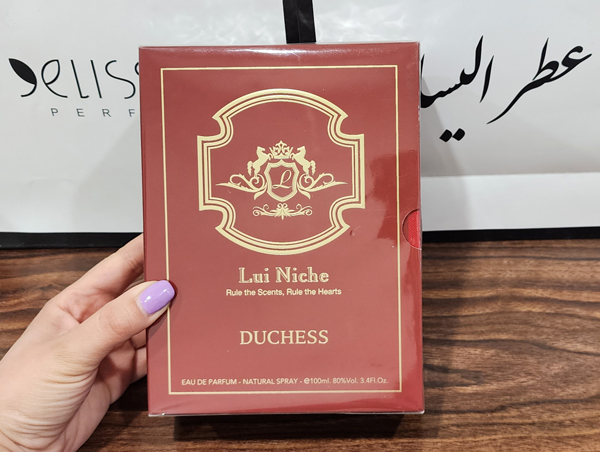 عطر
L
Lui Niche
Rule the Scents, Rule the Hearts
DUCHESS
EAU DE PARFUM - NATURAL SPRAY - ℮100ml. 80%Vol. 3.4Fl.Oz.